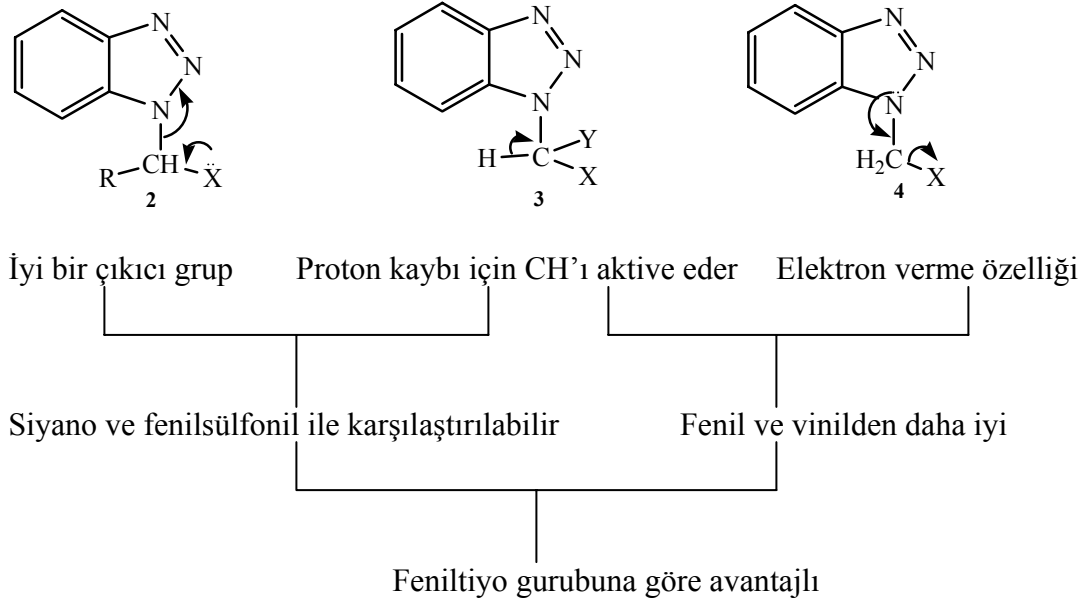 N N N
N N N
N N N
R CH Ẍ H C Y X H₂C X
2 3 4
İyi bir çıkıcı grup Proton kaybı için CH’ı aktive eder Elektron verme özelliği
Siyano ve fenilsülfonil ile karşılaştırılabilir Fenil ve vinilden daha iyi
Feniltiyo gurubuna göre avantajlı